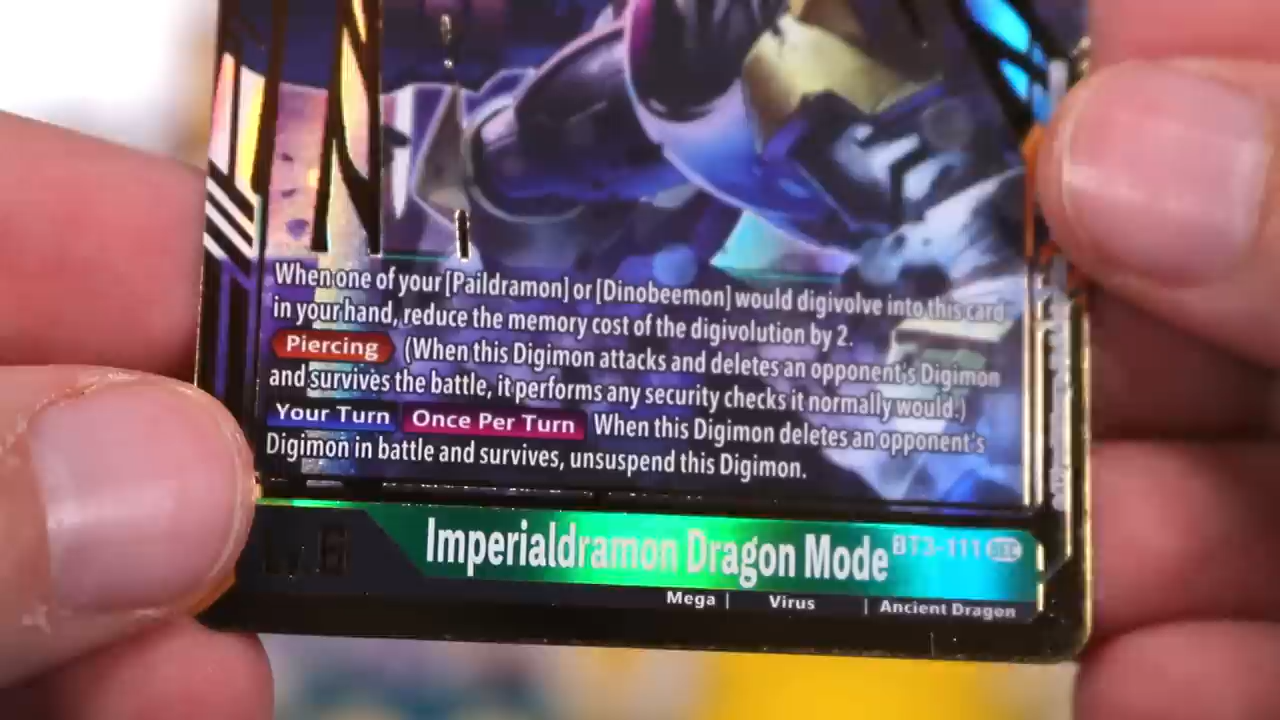 When one of your [Paildramon] or [Dinobeemon] would digivolve into this card
in your hand, reduce the memory cost of the digivolution by 2.
Piercing (When this Digimon attacks and deletes an opponent's Digimon
and survives the battle, it performs any security checks it normally would.)
Your Turn Once Per Turn When this Digimon deletes an opponent's
Digimon in battle and survives, unsuspend this Digimon.
Lv.6 Imperialdramon Dragon Mode BT3-111 SEC
Mega | Virus | Ancient Dragon